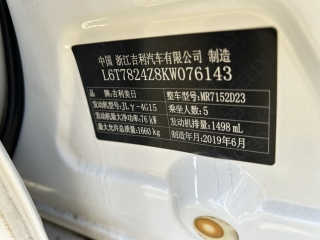 中国 浙江吉利汽车有限公司 制造
L6T7824Z8KW076143
品牌:吉利美日 整车型号:MR7152D23
发动机型号:JLγ-4G15 乘坐人数:5
发动机最大净功率:76 kW 发动机排量:1498 mL
最大允许总质量:1660 kg 制造年月:2019年6月